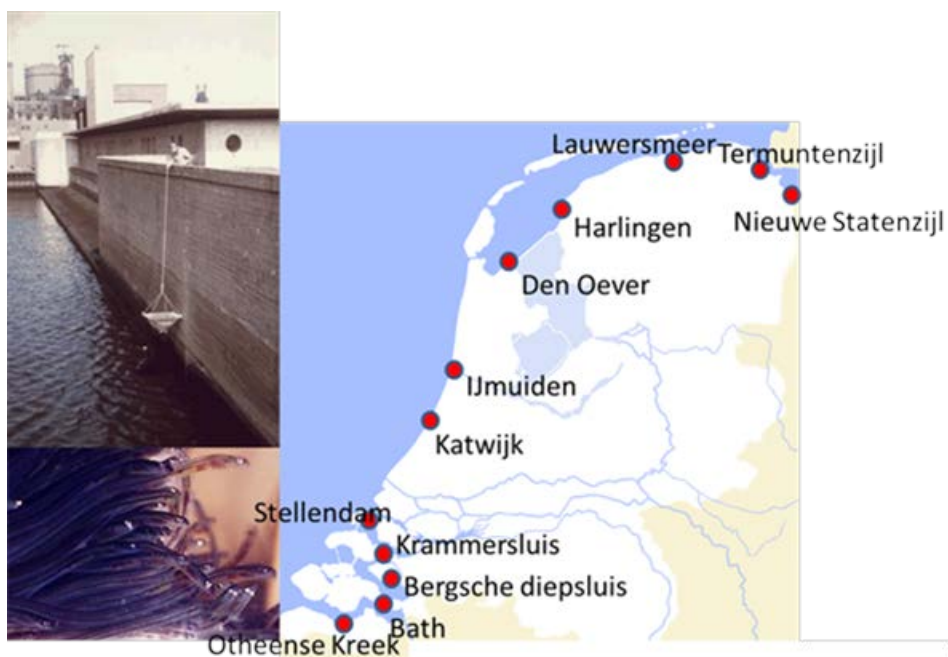 Lauwersmeer
Termuntenzijl
Harlingen
Nieuwe Statenzijl
Den Oever
IJmuiden
Katwijk
Stellendam
Krammersluis
Bergsche diepsluis
Bath
Otheense Kreek